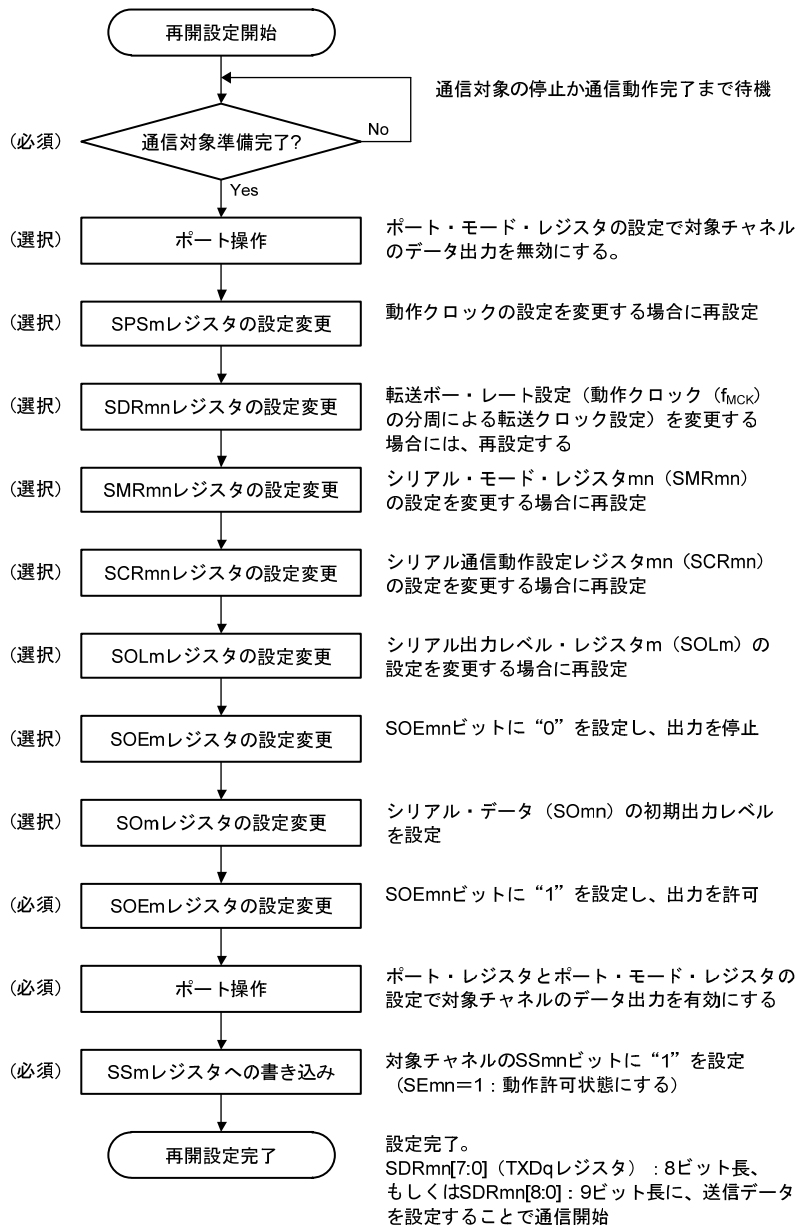 再開設定開始
通信対象の停止か通信動作完了まで待機
(必須)
通信対象準備完了?
No
Yes
(選択)
ポート操作
ポート・モード・レジスタの設定で対象チャネル
のデータ出力を無効にする。
(選択)
SPSmレジスタの設定変更
動作クロックの設定を変更する場合に再設定
(選択)
SDRmnレジスタの設定変更
転送ボー・レート設定（動作クロック（fMCK）
の分周による転送クロック設定）を変更する
場合には、再設定する
(選択)
SMRmnレジスタの設定変更
シリアル・モード・レジスタmn（SMRmn）
の設定を変更する場合に再設定
(選択)
SCRmnレジスタの設定変更
シリアル通信動作設定レジスタmn（SCRmn）
の設定を変更する場合に再設定
(選択)
SOLmレジスタの設定変更
シリアル出力レベル・レジスタm（SOLm）の
設定を変更する場合に再設定
(選択)
SOEmレジスタの設定変更
SOEmnビットに“0”を設定し、出力を停止
(選択)
SOmレジスタの設定変更
シリアル・データ（SOmn）の初期出力レベル
を設定
(必須)
SOEmレジスタの設定変更
SOEmnビットに“1”を設定し、出力を許可
(必須)
ポート操作
ポート・レジスタとポート・モード・レジスタの
設定で対象チャネルのデータ出力を有効にする
(必須)
SSmレジスタへの書き込み
対象チャネルのSSmnビットに“1”を設定
（SEmn＝1：動作許可状態にする）
再開設定完了
設定完了。
SDRmn[7:0]（TXDqレジスタ）：8ビット長、
もしくはSDRmn[8:0]：9ビット長に、送信データ
を設定することで通信開始